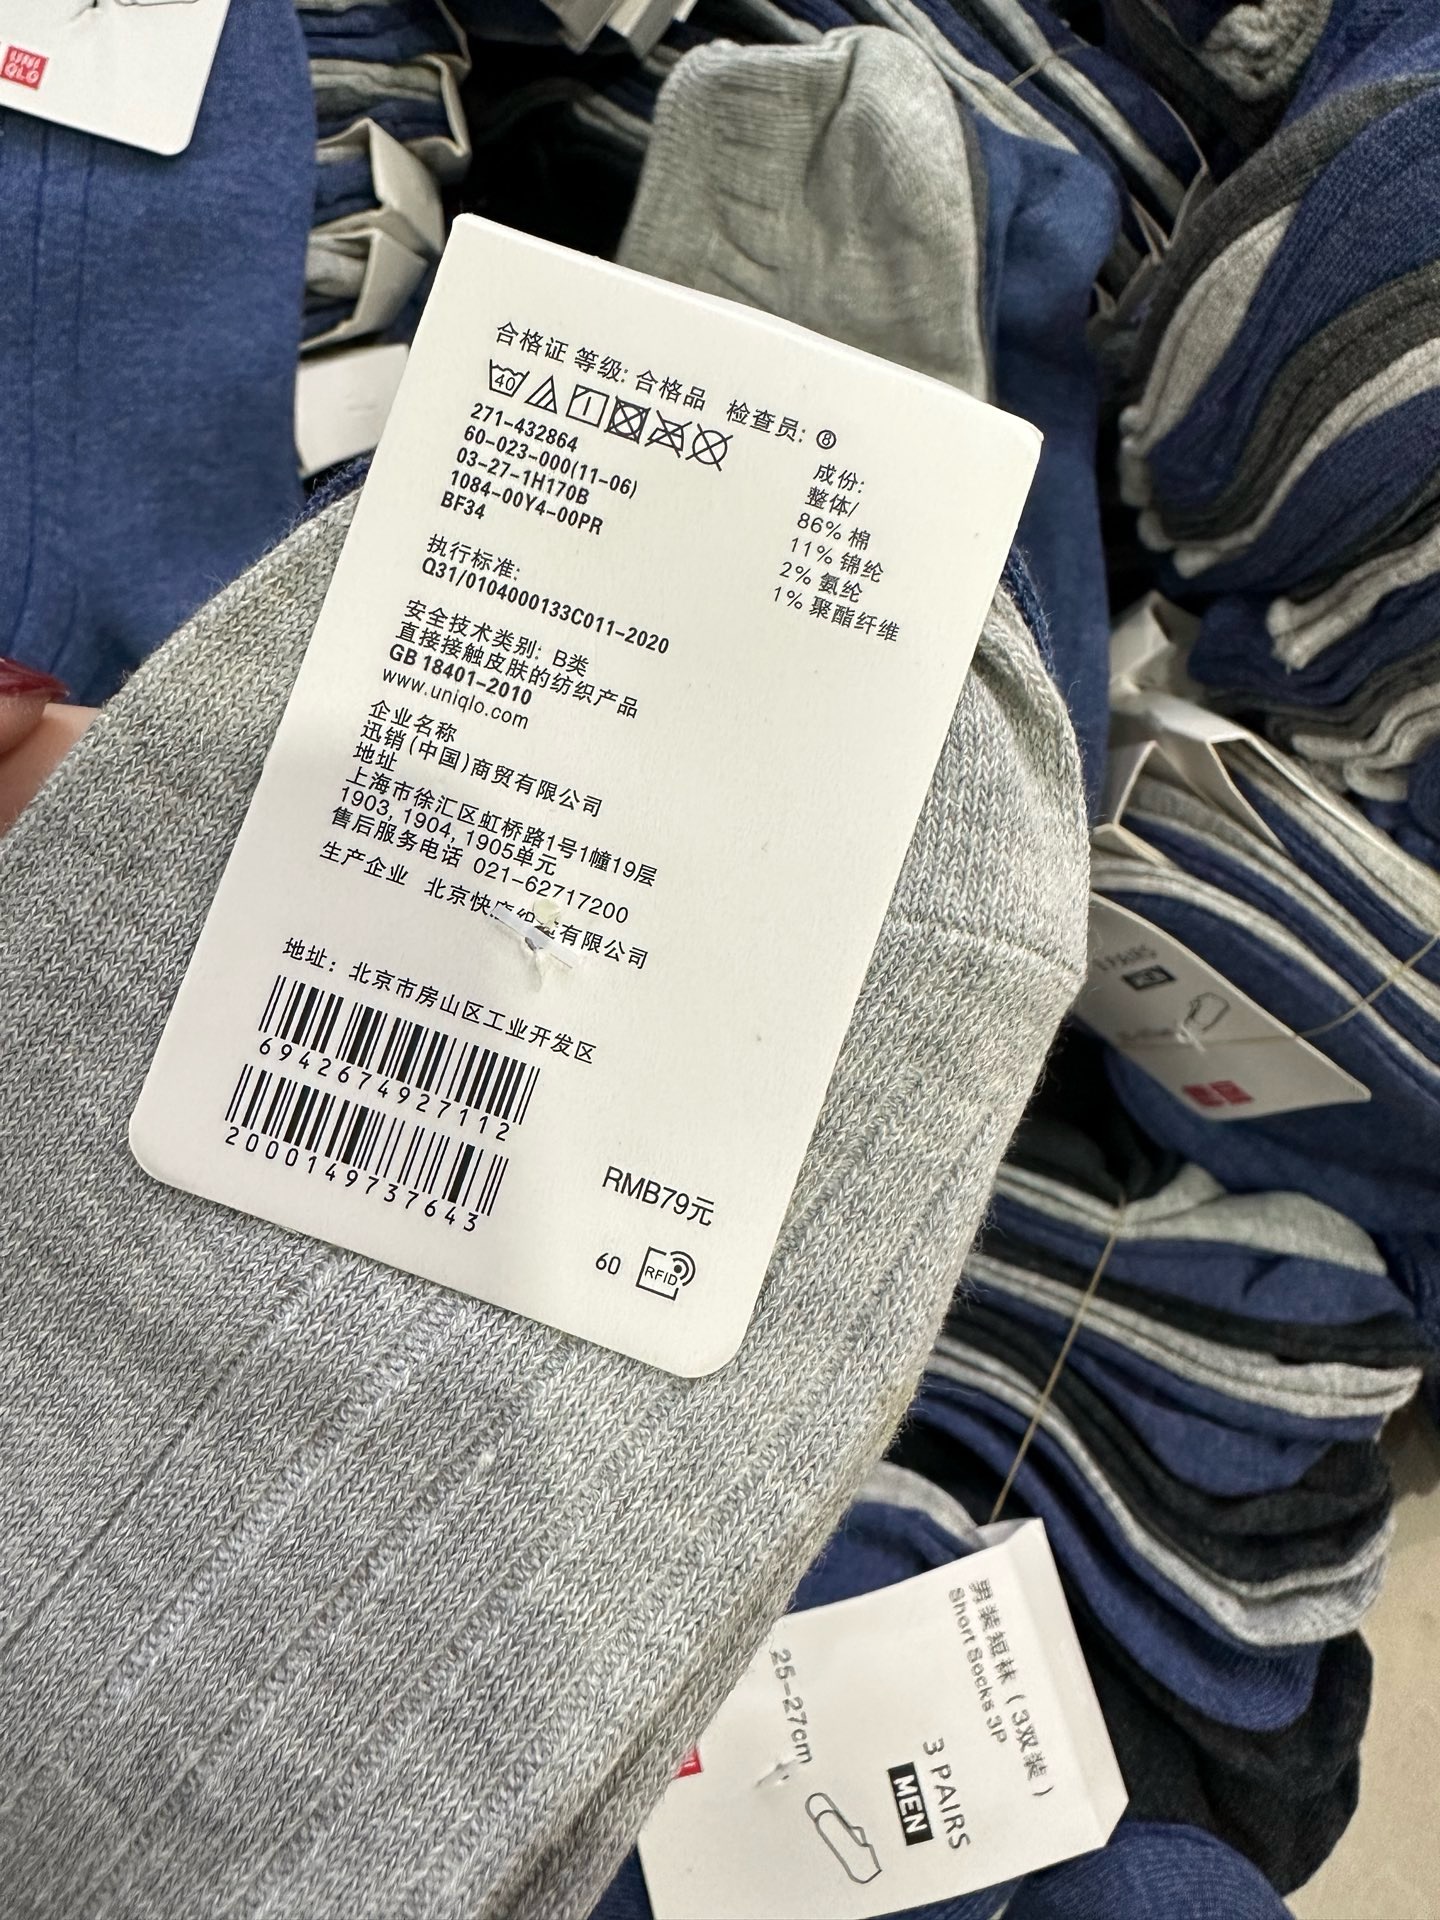 UNI
QLO
合格证 等级: 合格品 检查员: ⑧
40
271-432864
60-023-000(11-06)
03-27-1H170B
1084-00Y4-00PR
BF34
成份:
整体/
86% 棉
11% 锦纶
2% 氨纶
1% 聚酯纤维
执行标准:
Q31/0104000133C011-2020
安全技术类别: B类
直接接触皮肤的纺织产品
GB 18401-2010
www.uniqlo.com
企业名称
迅销(中国)商贸有限公司
地址
上海市徐汇区虹桥路1号1幢19层
1903, 1904, 1905单元
售后服务电话 021-62717200
生产企业 北京快 有限公司
地址: 北京市房山区工业开发区
6942674927112
2000149737643
RMB79元
60 RFID
PAIRS
男装短袜(3双装)
Short Socks 3P
3 PAIRS
MEN
25-27cm